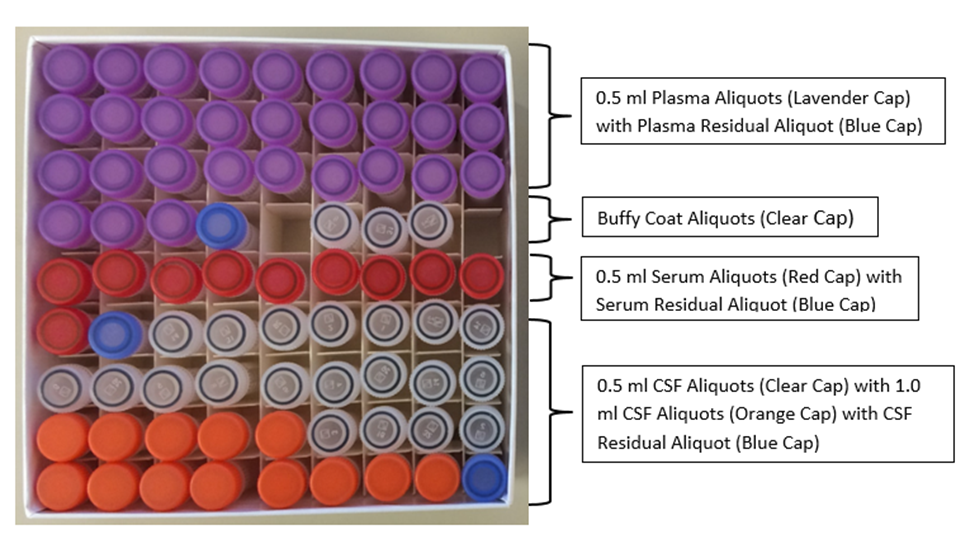 0.5 ml Plasma Aliquots (Lavender Cap)
with Plasma Residual Aliquot (Blue Cap)
Buffy Coat Aliquots (Clear Cap)
0.5 ml Serum Aliquots (Red Cap) with
Serum Residual Aliquot (Blue Cap)
0.5 ml CSF Aliquots (Clear Cap) with 1.0
ml CSF Aliquots (Orange Cap) with CSF
Residual Aliquot (Blue Cap)